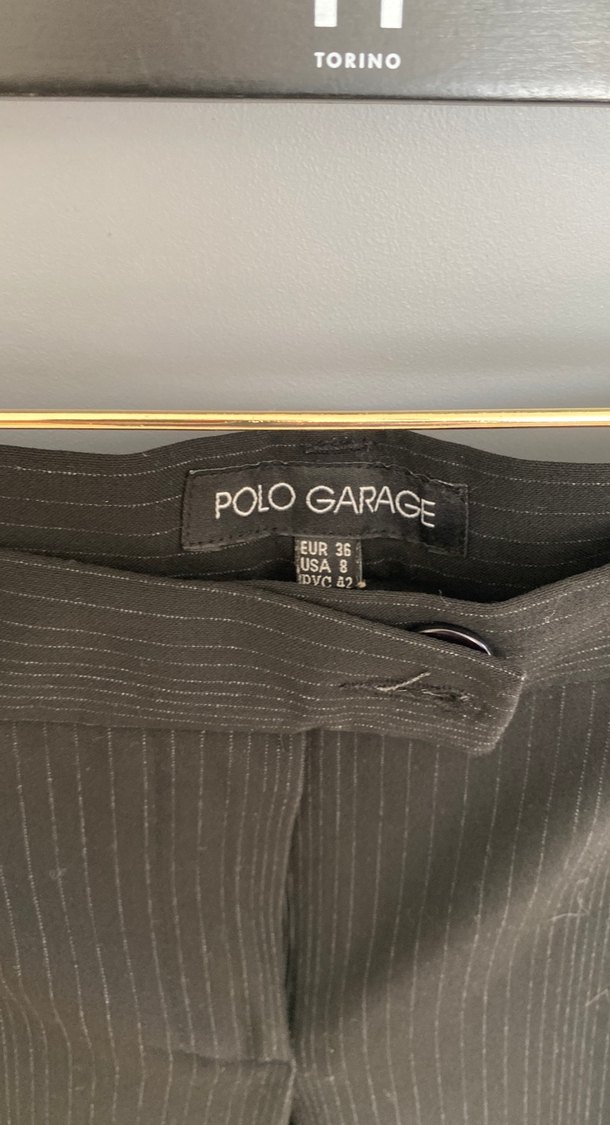 TORINO
POLO GARAGE
EUR 36
USA 8
РУС 42